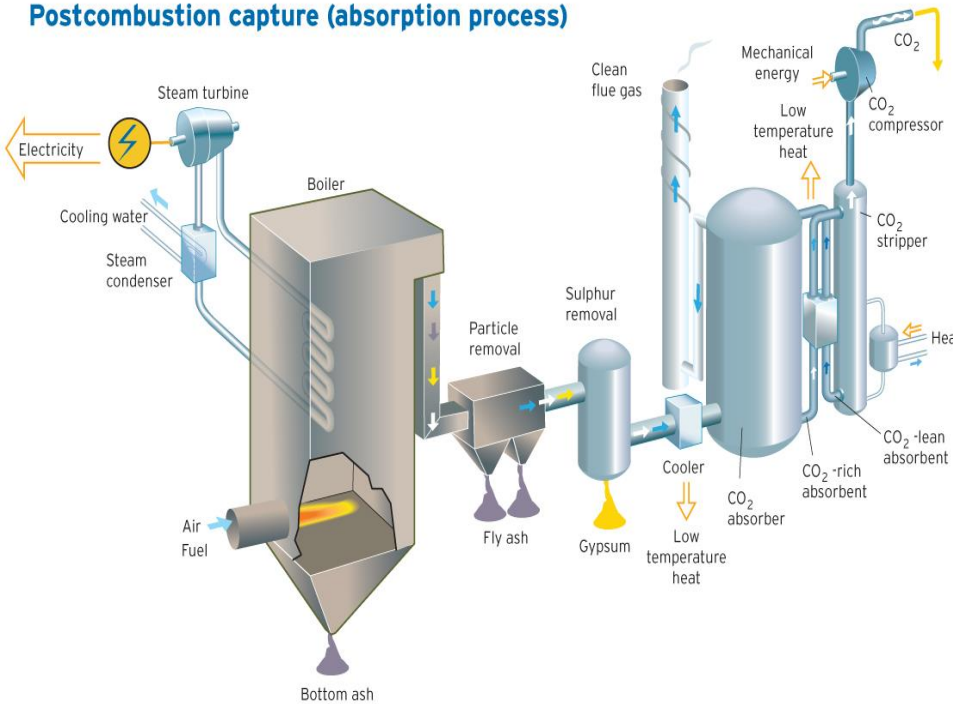 Postcombustion capture (absorption process)
CO₂
Mechanical
energy
Clean
flue gas
CO₂
compressor
Steam turbine
Low
temperature
heat
Electricity
Boiler
Cooling water
CO₂
stripper
Steam
condenser
Sulphur
removal
Particle
removal
Hea
CO₂ -lean
absorbent
Cooler
CO₂ -rich
absorbent
CO₂
absorber
Air
Fuel
Fly ash
Gypsum
Low
temperature
heat
Bottom ash